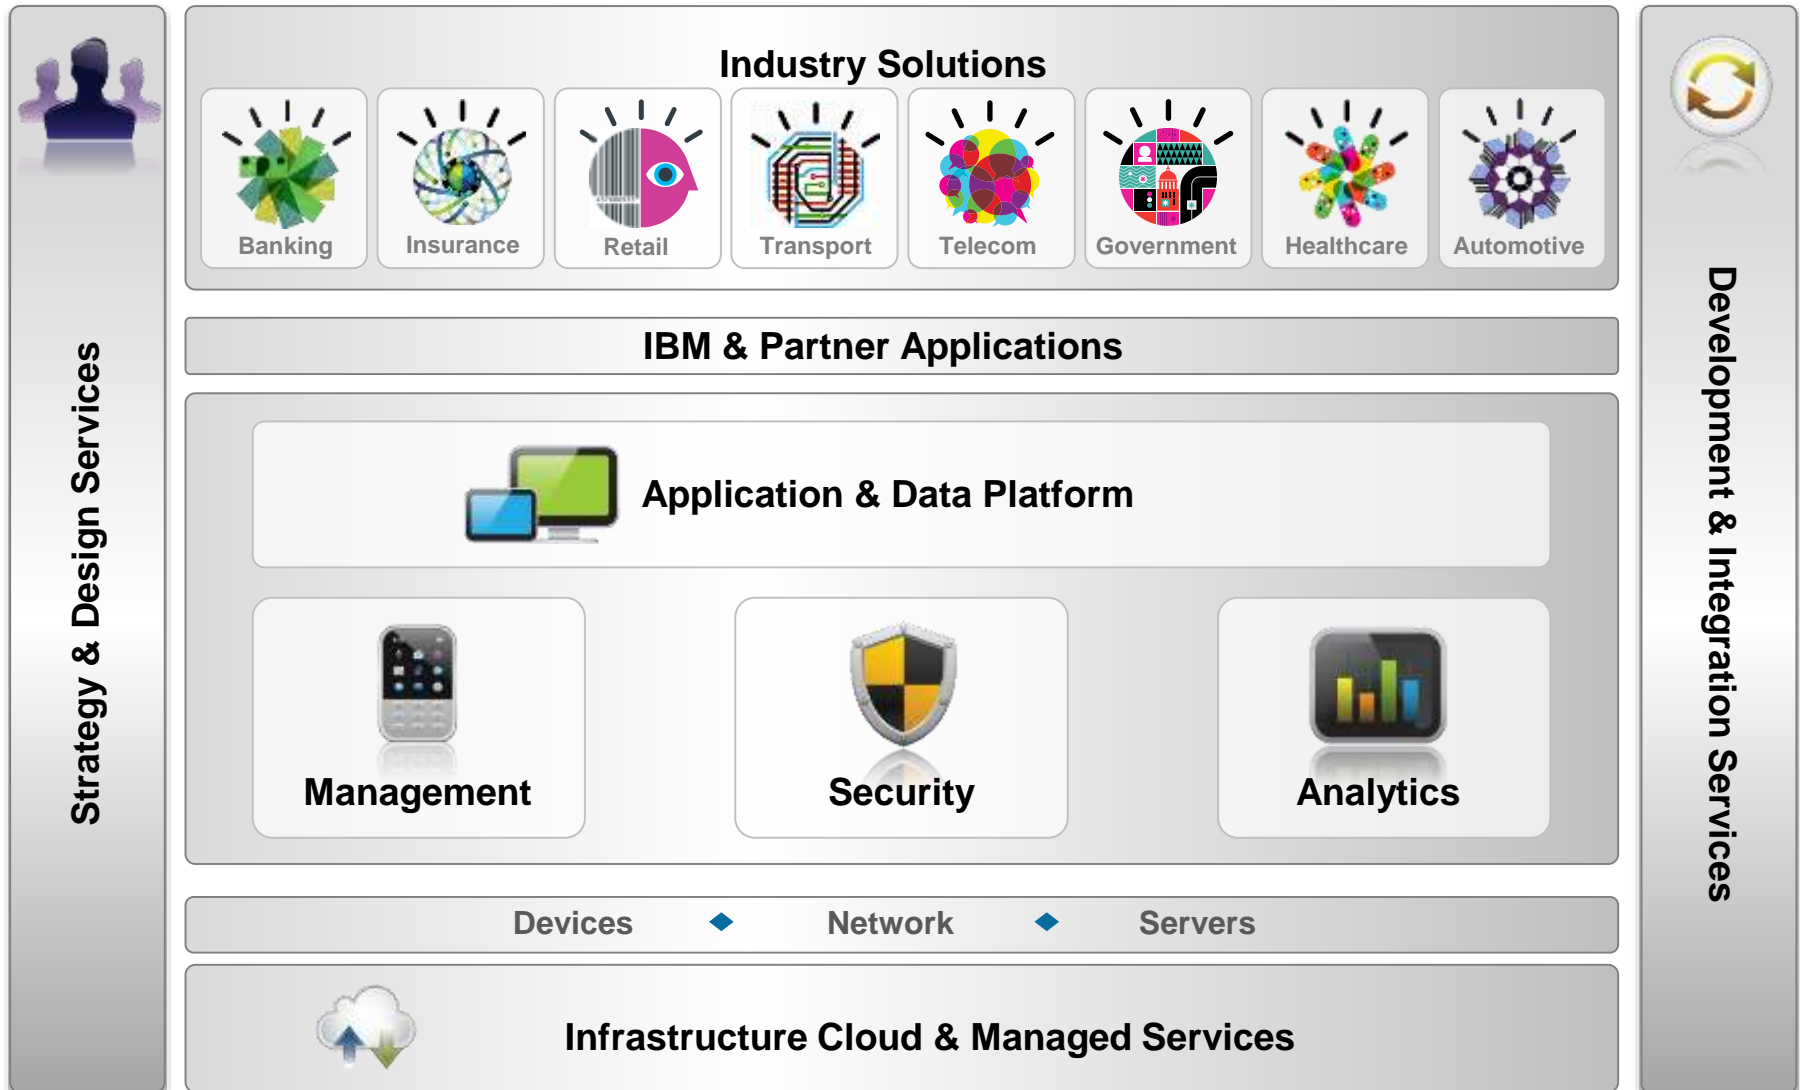 Industry Solutions
Banking
Insurance
Retail
Transport
Telecom
Government
Healthcare
Automotive
IBM & Partner Applications
Application & Data Platform
Management
Security
Analytics
Devices
Network
Servers
Infrastructure Cloud & Managed Services
Strategy & Design Services
Development & Integration Services